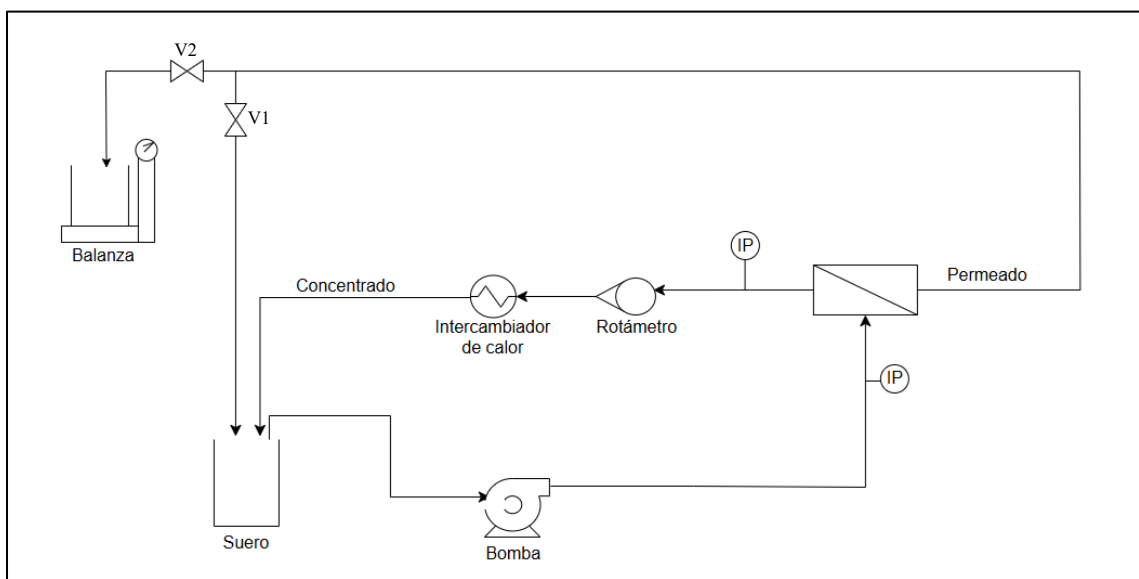 V2
V1
Balanza
IP
Permeado
Concentrado
Intercambiador
de calor
Rotámetro
IP
Suero
Bomba